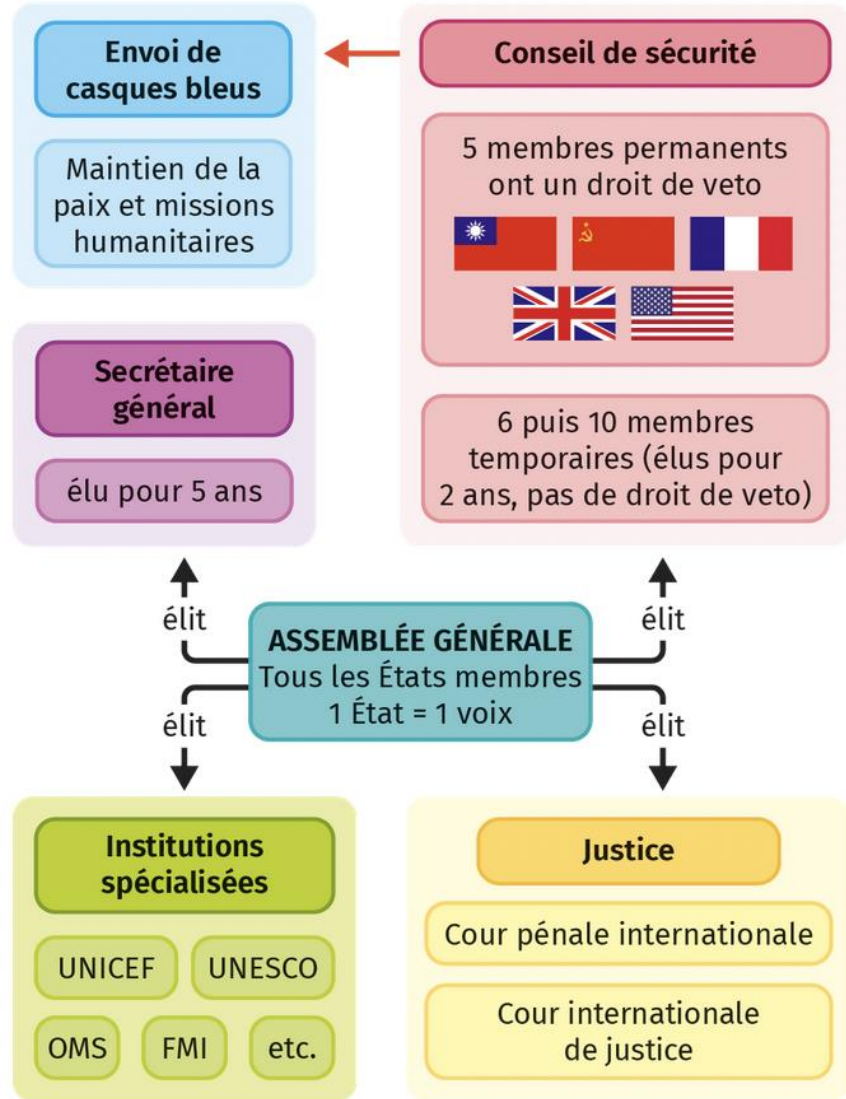 Envoi de
casques bleus
Maintien de la
paix et missions
humanitaires
Conseil de sécurité
5 membres permanents
ont un droit de veto
6 puis 10 membres
temporaires (élus pour
2 ans, pas de droit de veto)
Secrétaire
général
élu pour 5 ans
élit
élit
ASSEMBLÉE GÉNÉRALE
Tous les États membres
1 État = 1 voix
élit
élit
Institutions
spécialisées
UNICEF
UNESCO
OMS
FMI
etc.
Justice
Cour pénale internationale
Cour internationale
de justice